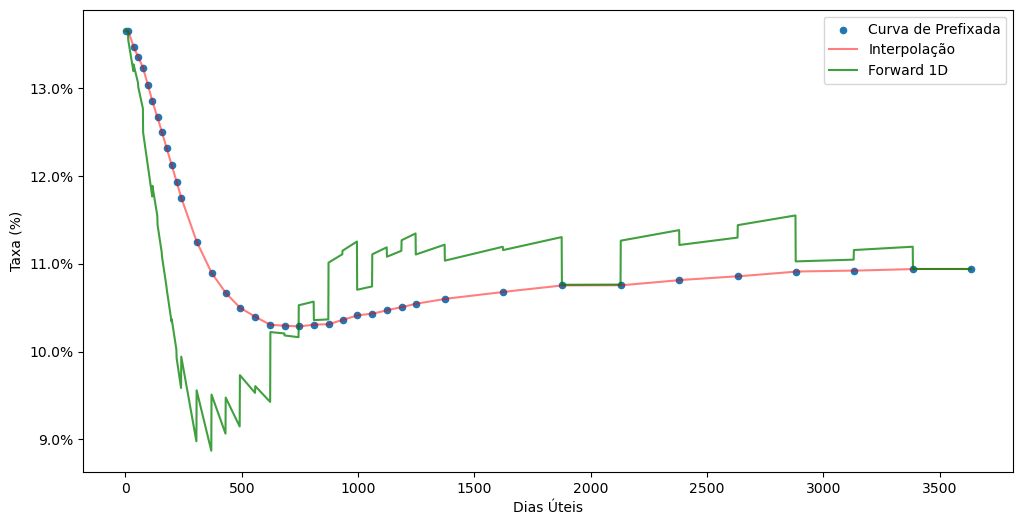 Curva de Prefixada
Interpolação
Forward 1D
Taxa (%)
13.0%
12.0%
11.0%
10.0%
9.0%
0
500
1000
1500
2000
2500
3000
3500
Dias Úteis